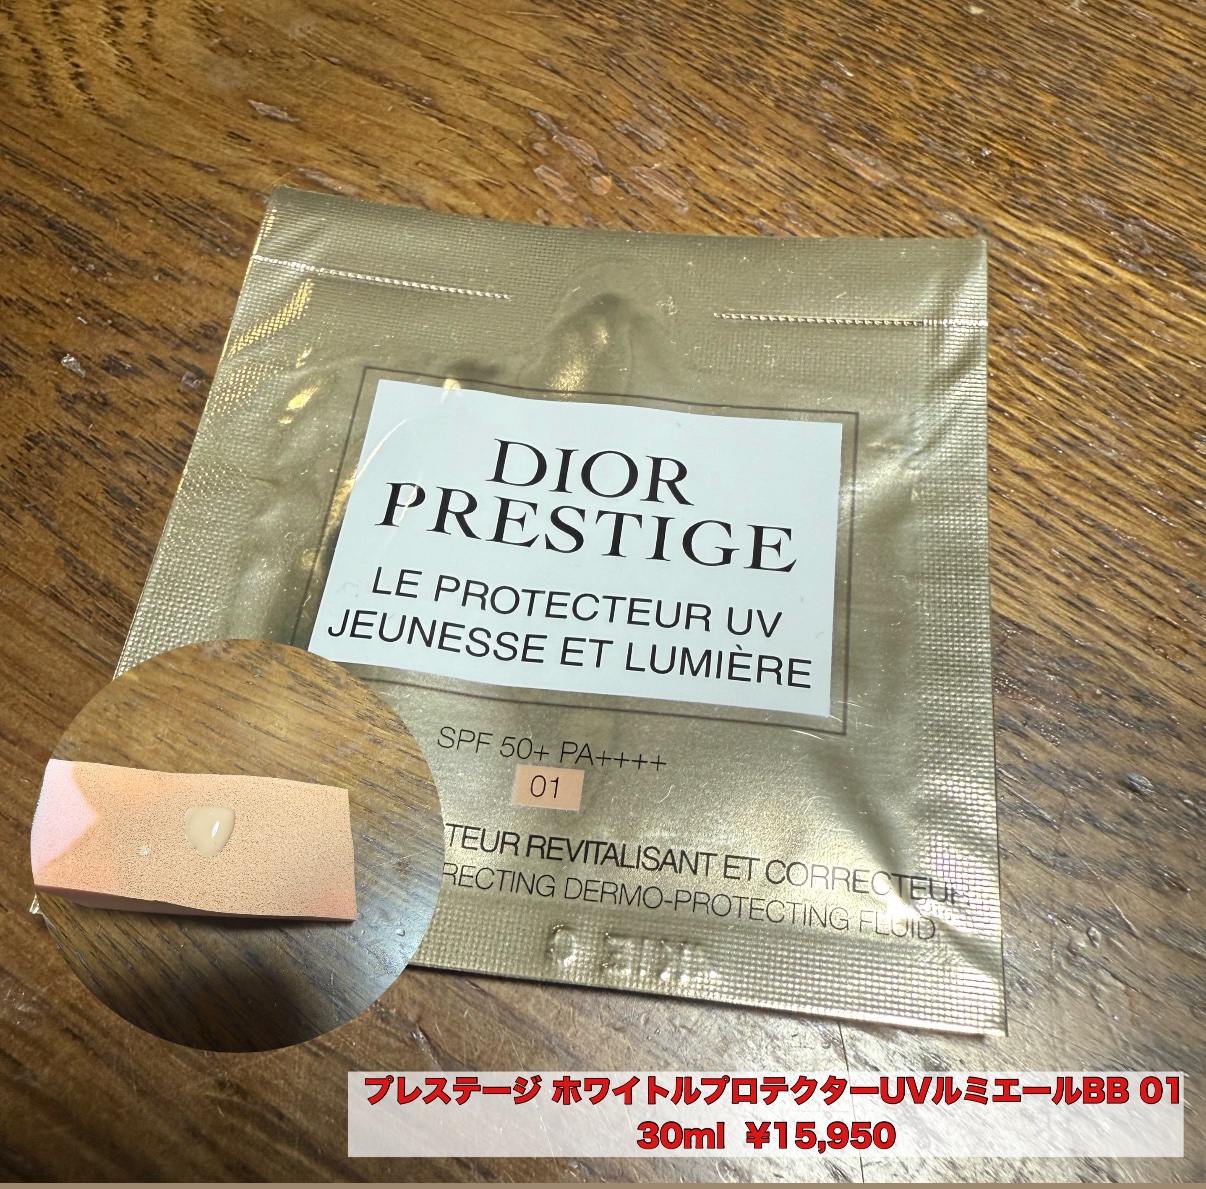 DIOR
PRESTIGE
LE PROTECTEUR UV
JEUNESSE ET LUMIÈRE
SPF 50+ PA++++
01
TEUR REVITALISANT ET CORRECTEUR
RECTING DERMO-PROTECTING FLUID
プレステージ ホワイトルプロテクターUVルミエールBB 01
30ml ¥15,950